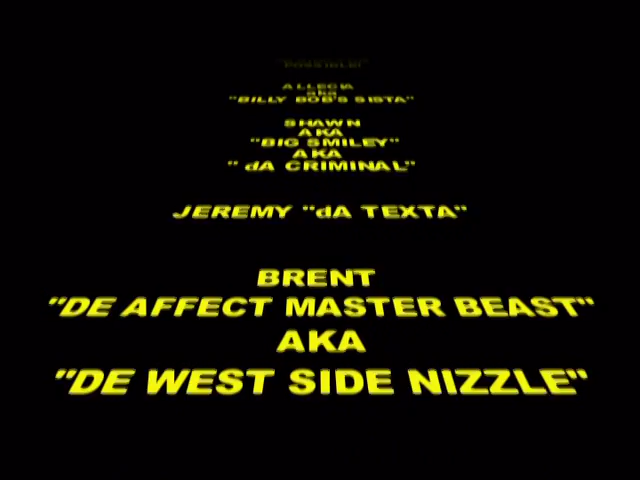 ALLECIA
aka
"BILLY BOB'S SISTA"
SHAWN
AKA
"BIG SMILEY"
AKA
" dA CRIMINAL"
JEREMY "dA TEXTA"
BRENT
"DE AFFECT MASTER BEAST"
AKA
"DE WEST SIDE NIZZLE"